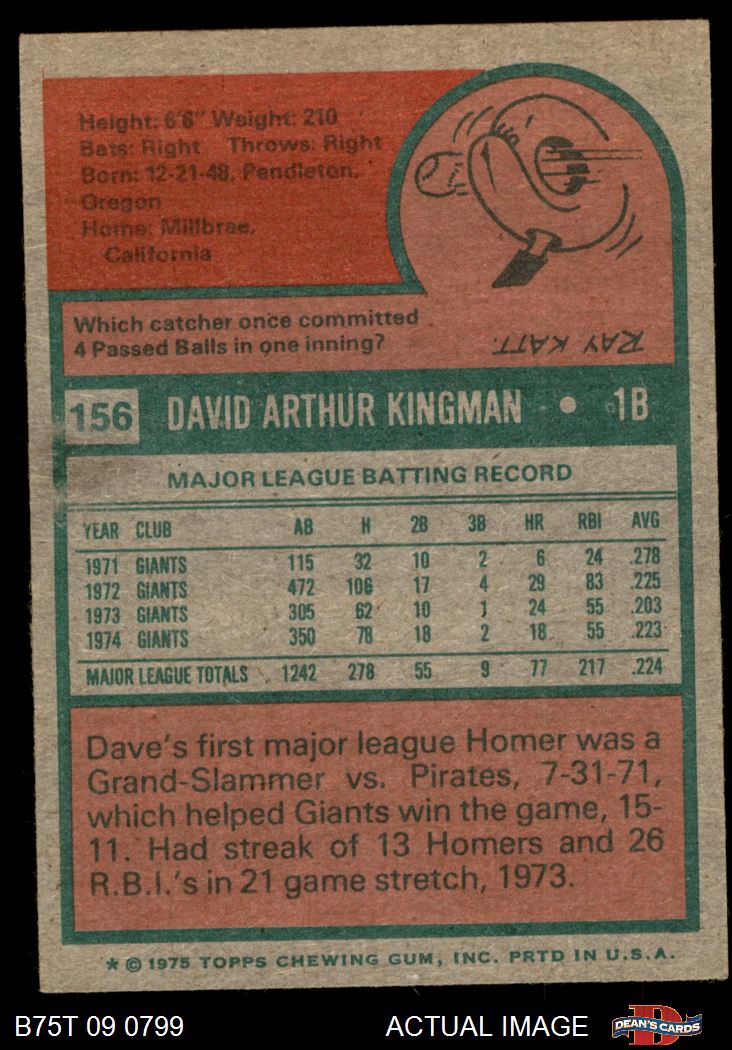 Height: 6'6" Weight: 210
Bats: Right Throws: Right
Born: 12-21-48, Pendleton,
Oregon
Home: Millbrae,
California
Which catcher once committed
4 Passed Balls in one inning?
RAY KATT.
156 DAVID ARTHUR KINGMAN • 1B
MAJOR LEAGUE BATTING RECORD
YEAR CLUB AB H 2B 3B HR RBI AVG
1971 GIANTS 115 32 10 2 6 24 .278
1972 GIANTS 472 106 17 4 29 83 .225
1973 GIANTS 305 62 10 1 24 55 .203
1974 GIANTS 350 78 18 2 18 55 .223
MAJOR LEAGUE TOTALS 1242 278 55 9 77 217 .224
Dave's first major league Homer was a
Grand-Slammer vs. Pirates, 7-31-71,
which helped Giants win the game, 15-
11. Had streak of 13 Homers and 26
R.B.I.'s in 21 game stretch, 1973.
* © 1975 TOPPS CHEWING GUM, INC. PRTD IN U.S.A.
B75T 09 0799 ACTUAL IMAGE D DEAN'S CARDS